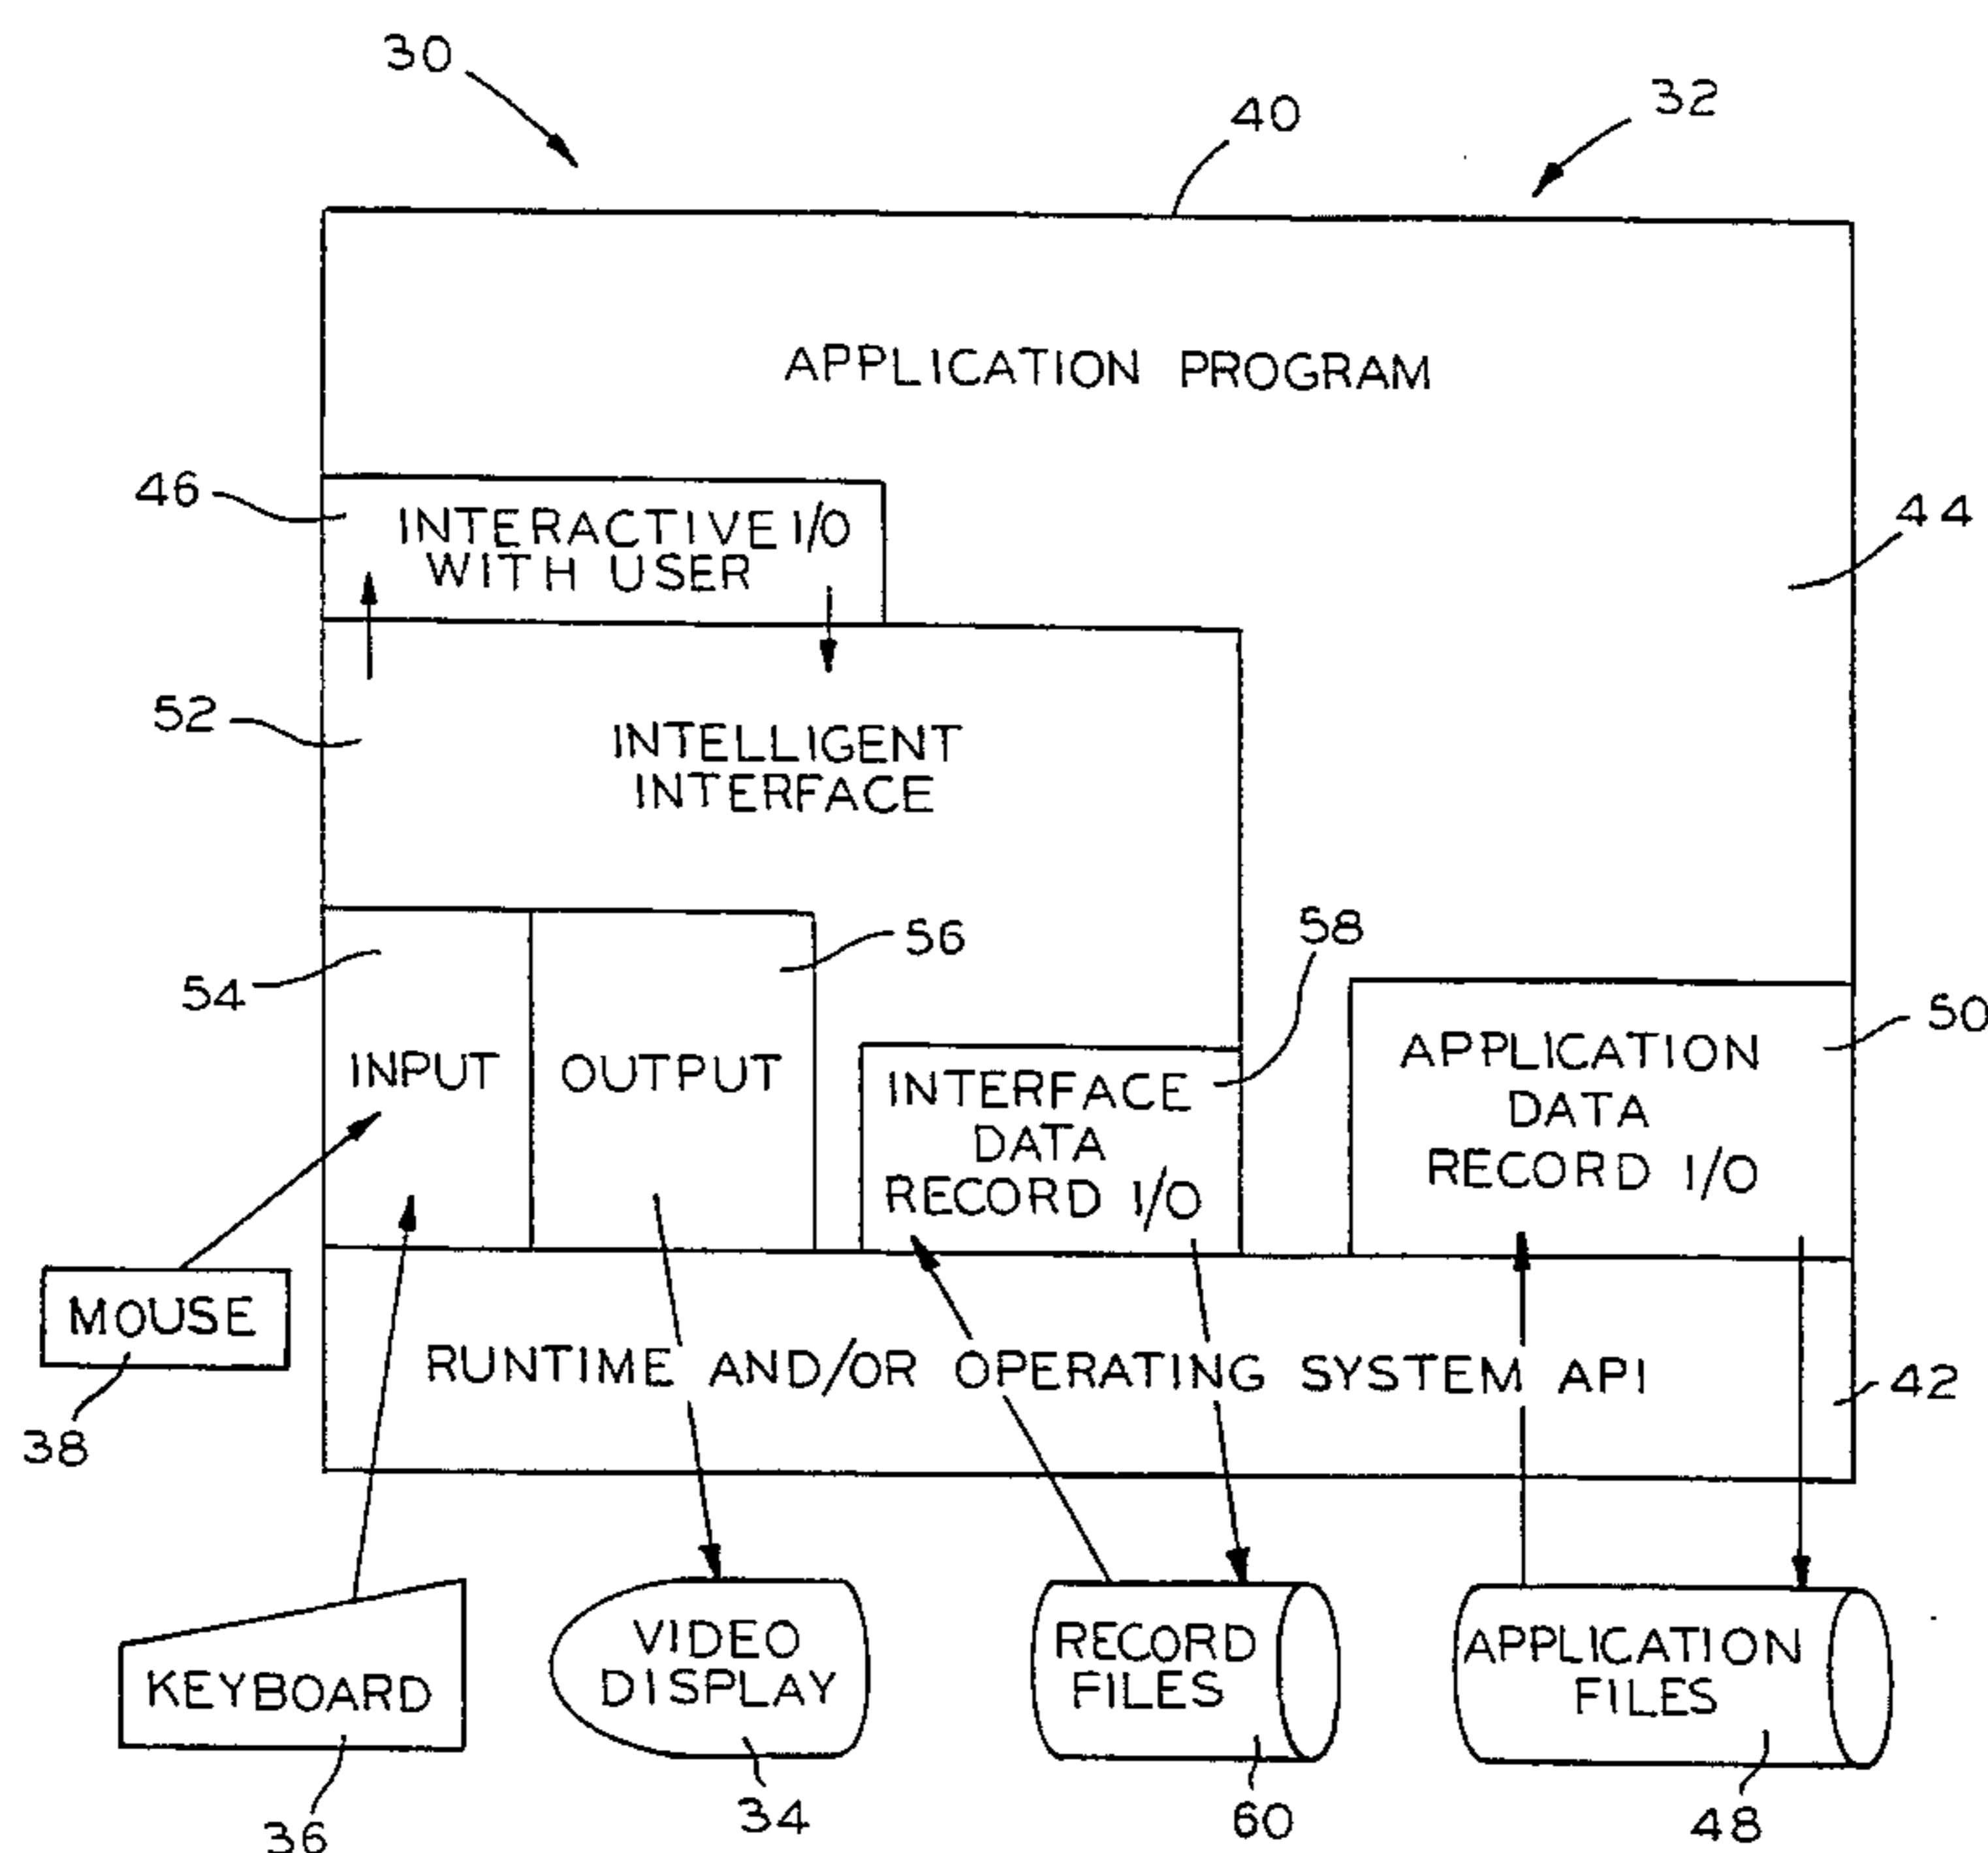 30
32
40
APPLICATION PROGRAM
46
INTERACTIVE I/O
WITH USER
44
52
INTELLIGENT
INTERFACE
54
56
58
50
INPUT
OUTPUT
INTERFACE
DATA
RECORD I/O
APPLICATION
DATA
RECORD I/O
MOUSE
38
RUNTIME AND/OR OPERATING SYSTEM API
42
KEYBOARD
36
VIDEO
DISPLAY
34
RECORD
FILES
60
APPLICATION
FILES
48